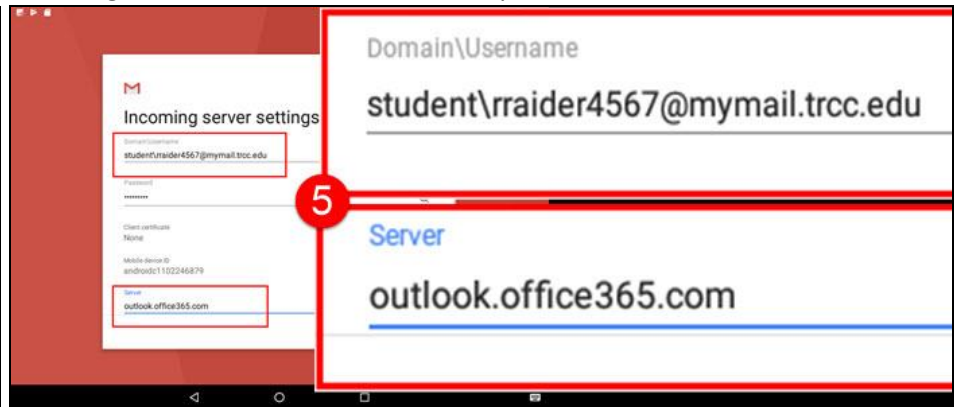 Incoming server settings
Domain\Username
student\rraider4567@mymail.trcc.edu
Password
•••••••••
Client certificate
None
Mobile device ID
androidc1102246879
Server
outlook.office365.com
Domain\Username
student\rraider4567@mymail.trcc.edu
5
Server
outlook.office365.com